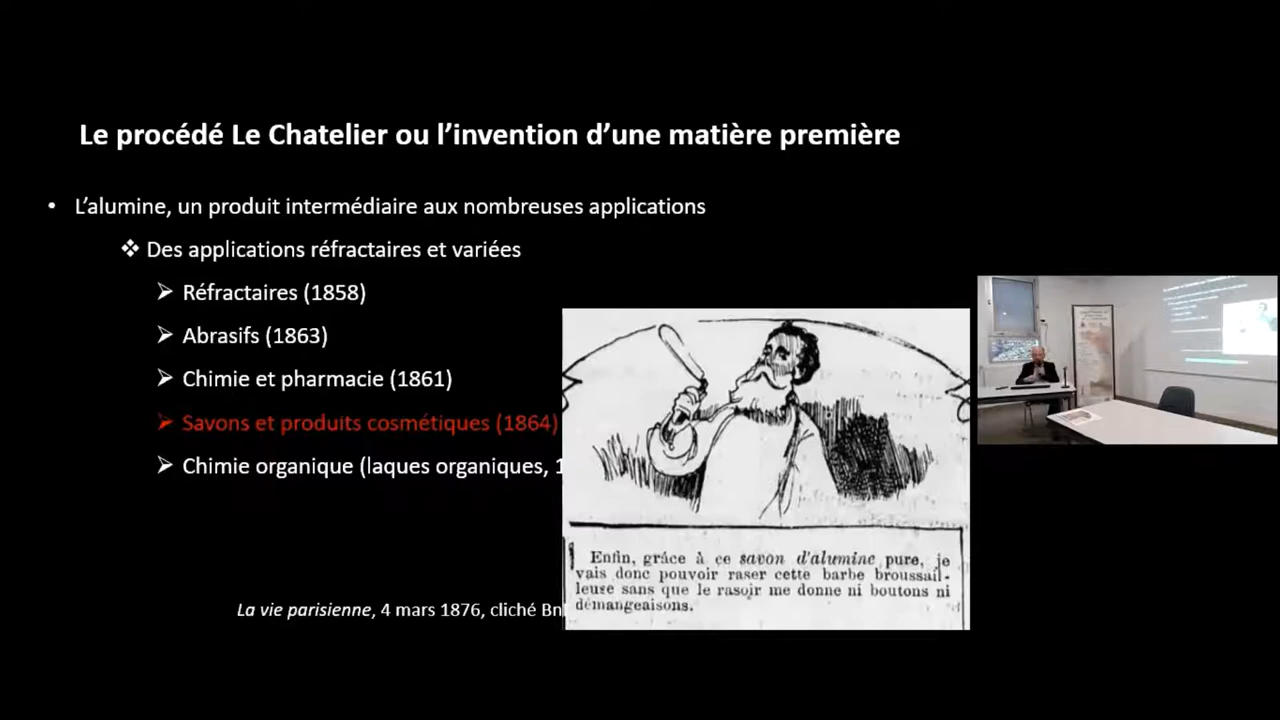 Le procédé Le Chatelier ou l’invention d’une matière première
• L’alumine, un produit intermédiaire aux nombreuses applications
❖ Des applications réfractaires et variées
➢ Réfractaires (1858)
➢ Abrasifs (1863)
➢ Chimie et pharmacie (1861)
➢ Savons et produits cosmétiques (1864)
➢ Chimie organique (laques organiques, 1
Enfin, grâce à ce savon d'alumine pure, je
vais donc pouvoir raser cette barbe broussail-
leuse sans que le rasoir me donne ni boutons ni
démangeaisons.
La vie parisienne, 4 mars 1876, cliché Bn